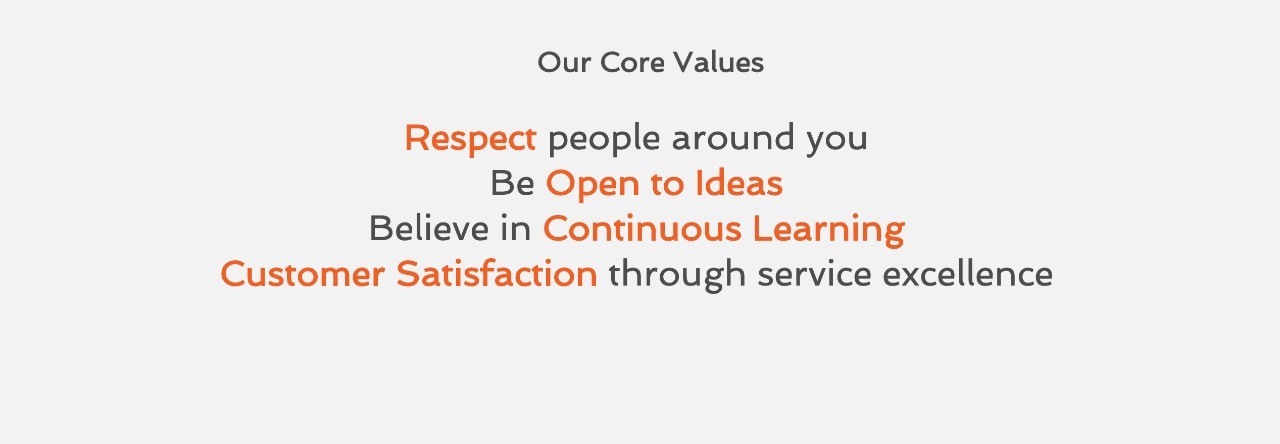 Our Core Values
Respect people around you
Be Open to Ideas
Believe in Continuous Learning
Customer Satisfaction through service excellence